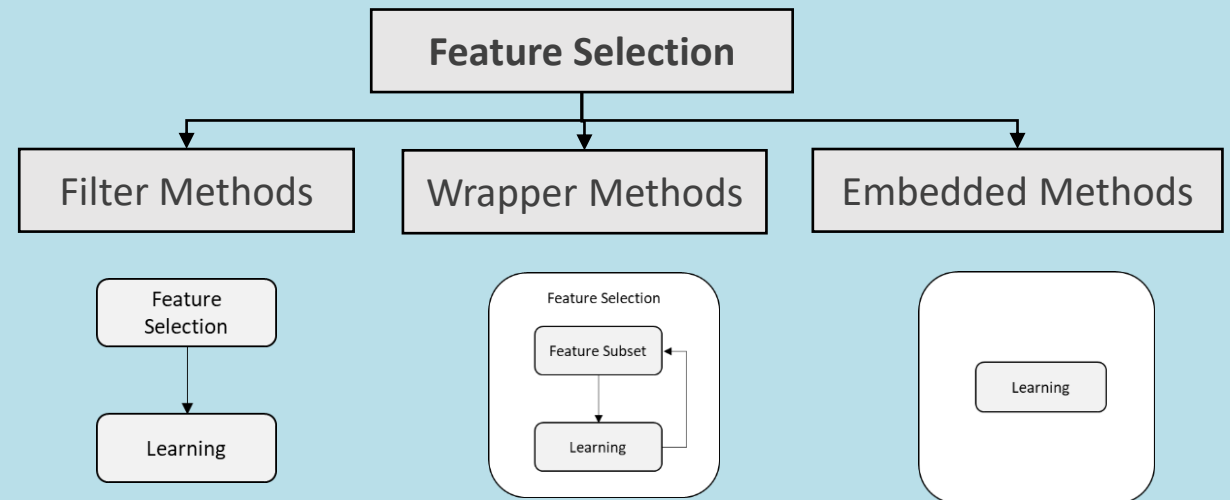 Feature Selection
Filter Methods
Wrapper Methods
Embedded Methods
Feature
Selection
Learning
Feature Selection
Feature Subset
Learning
Learning